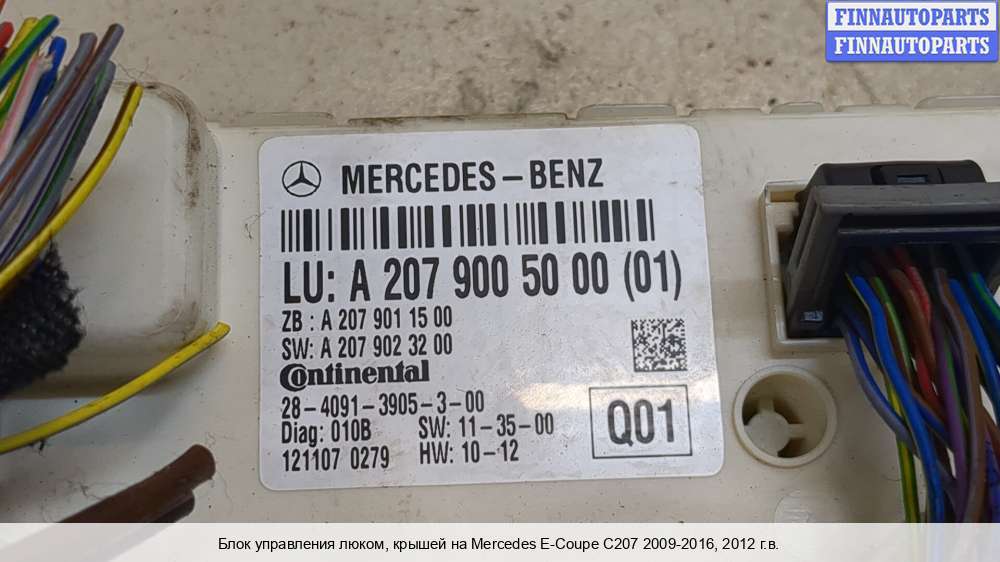 FINNAUTOPARTS
FINNAUTOPARTS
MERCEDES-BENZ
LU: A 207 900 50 00 (01)
ZB : A 207 901 15 00
SW: A 207 902 32 00
Continental
28-4091-3905-3-00
Diag: 010B SW: 11-35-00
121107 0279 HW: 10-12
Q01
Блок управления люком, крышей на Mercedes E-Coupe C207 2009-2016, 2012 г.в.